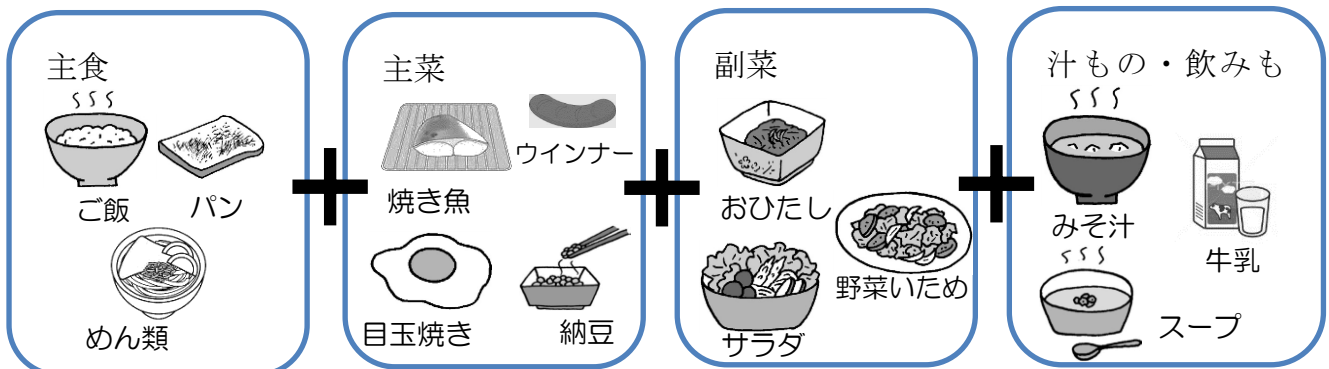 主食
ご飯
パン
めん類
主菜
ウインナー
焼き魚
目玉焼き
納豆
副菜
おひたし
野菜いため
サラダ
汁もの・飲みも
みそ汁
牛乳
スープ